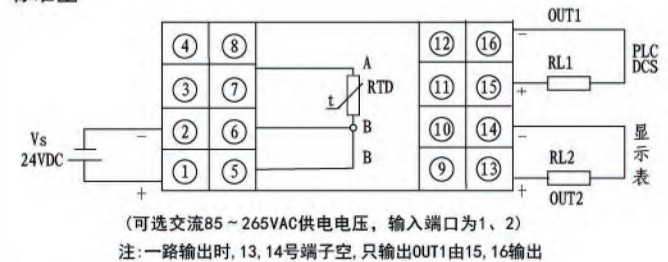 OUT1
④ ⑧ ⑫ ⑯ −
A PLC
DCS
RL1
③ ⑦ RTD ⑪ ⑮ +
t
Vs
24VDC
− ② ⑥ B ⑩ ⑭ −
显示表
B RL2
① ⑤ ⑨ ⑬
+ + OUT2
(可选交流85~265VAC供电电压，输入端口为1、2)
注:一路输出时,13,14号端子空,只输出OUT1由15,16输出